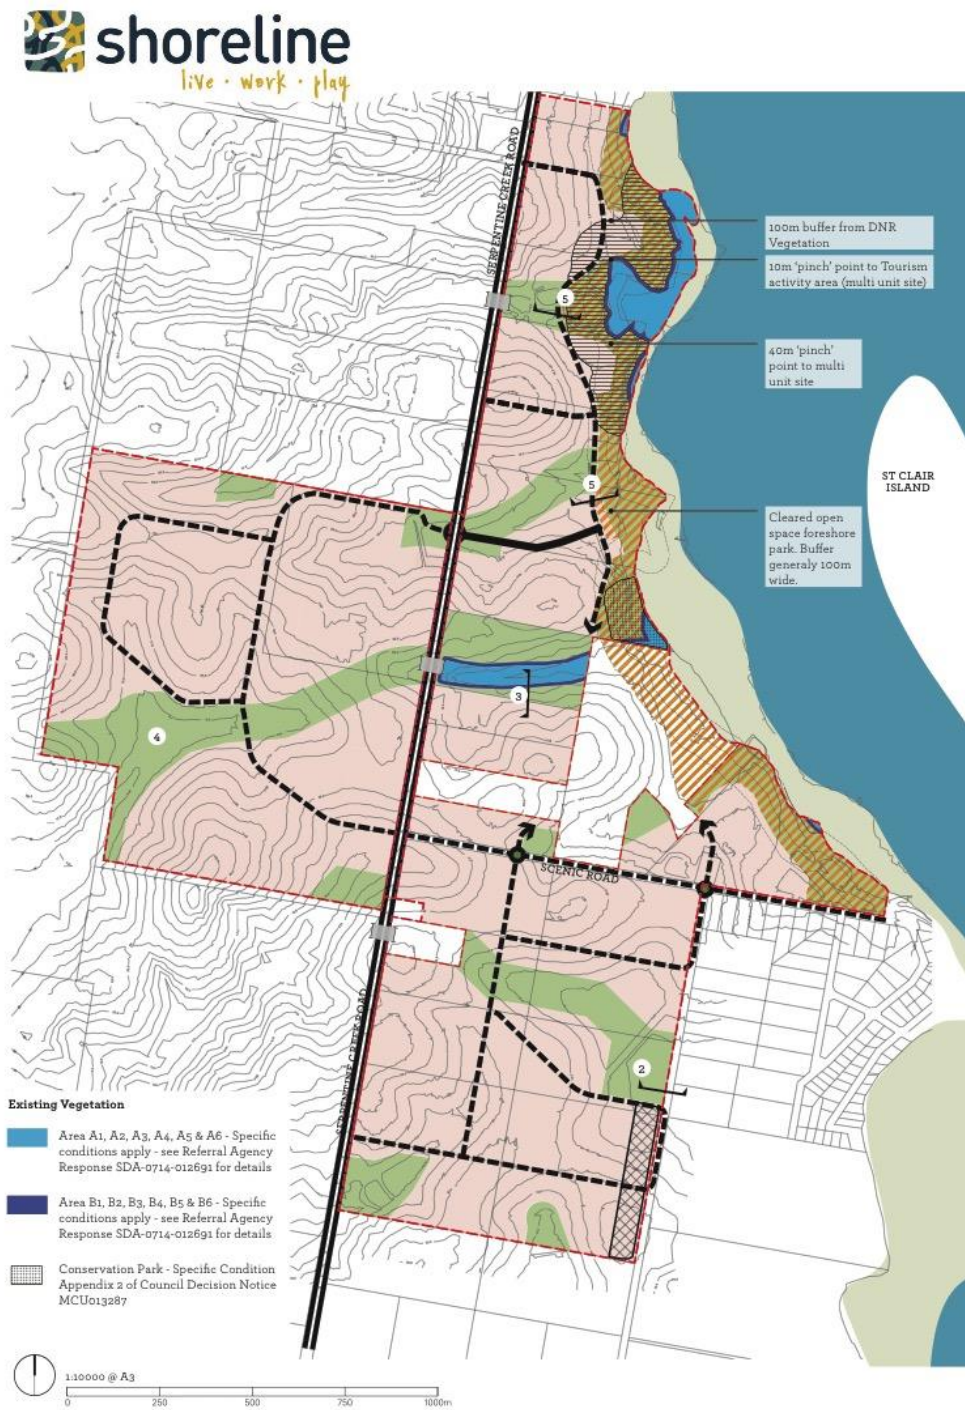 shoreline
live · work · play
SERPENTINE CREEK ROAD
100m buffer from DNR
Vegetation
10m 'pinch' point to Tourism
activity area (multi unit site)
5
40m 'pinch'
point to multi
unit site
ST CLAIR
ISLAND
5
Cleared open
space foreshore
park. Buffer
generaly 100m
wide.
3
4
SCENIC ROAD
2
SERPENTINE CREEK ROAD
Existing Vegetation
Area A1, A2, A3, A4, A5 & A6 - Specific
conditions apply - see Referral Agency
Response SDA-0714-012691 for details
Area B1, B2, B3, B4, B5 & B6 - Specific
conditions apply - see Referral Agency
Response SDA-0714-012691 for details
Conservation Park - Specific Condition
Appendix 2 of Council Decision Notice
MCU013287
1:10000 @ A3
0 250 500 750 1000m